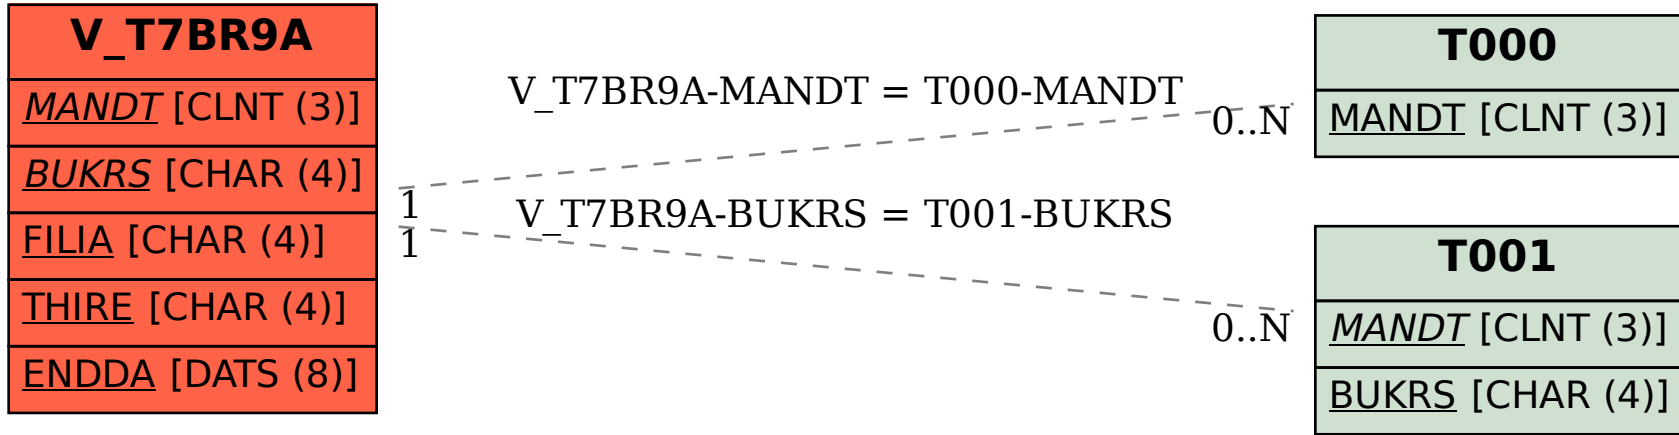 V_T7BR9A
MANDT [CLNT (3)]
BUKRS [CHAR (4)]
FILIA [CHAR (4)]
THIRE [CHAR (4)]
ENDDA [DATS (8)]
V_T7BR9A-MANDT = T000-MANDT
0..N
1
V_T7BR9A-BUKRS = T001-BUKRS
1
0..N
T000
MANDT [CLNT (3)]
T001
MANDT [CLNT (3)]
BUKRS [CHAR (4)]